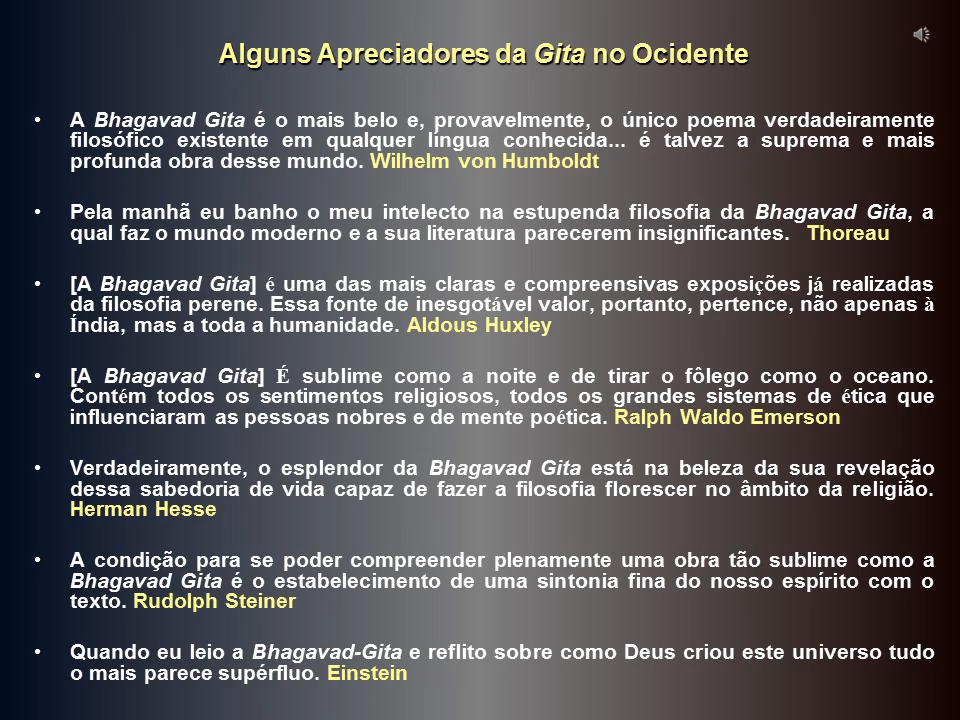 Alguns Apreciadores da Gita no Ocidente
• A Bhagavad Gita é o mais belo e, provavelmente, o único poema verdadeiramente
filosófico existente em qualquer língua conhecida... é talvez a suprema e mais
profunda obra desse mundo. Wilhelm von Humboldt
• Pela manhã eu banho o meu intelecto na estupenda filosofia da Bhagavad Gita, a
qual faz o mundo moderno e a sua literatura parecerem insignificantes. Thoreau
• [A Bhagavad Gita] é uma das mais claras e compreensivas exposições já realizadas
da filosofia perene. Essa fonte de inesgotável valor, portanto, pertence, não apenas à
Índia, mas a toda a humanidade. Aldous Huxley
• [A Bhagavad Gita] É sublime como a noite e de tirar o fôlego como o oceano.
Contém todos os sentimentos religiosos, todos os grandes sistemas de ética que
influenciaram as pessoas nobres e de mente poética. Ralph Waldo Emerson
• Verdadeiramente, o esplendor da Bhagavad Gita está na beleza da sua revelação
dessa sabedoria de vida capaz de fazer a filosofia florescer no âmbito da religião.
Herman Hesse
• A condição para se poder compreender plenamente uma obra tão sublime como a
Bhagavad Gita é o estabelecimento de uma sintonia fina do nosso espírito com o
texto. Rudolph Steiner
• Quando eu leio a Bhagavad-Gita e reflito sobre como Deus criou este universo tudo
o mais parece supérfluo. Einstein